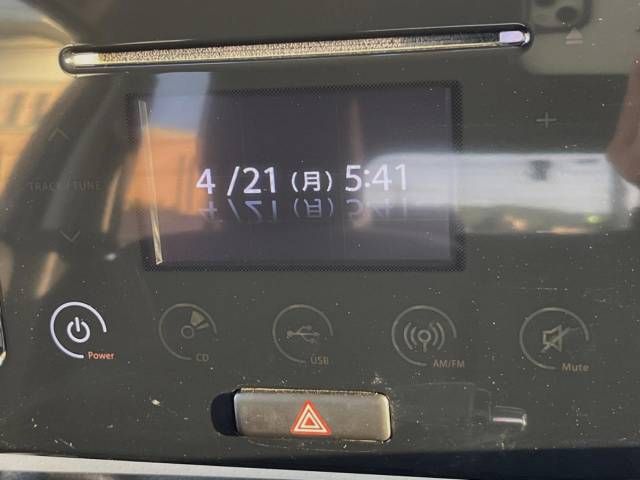 +
TRACK / TUNE
4 /21 (月) 5:41
Power
CD
USB
AM/FM
Mute